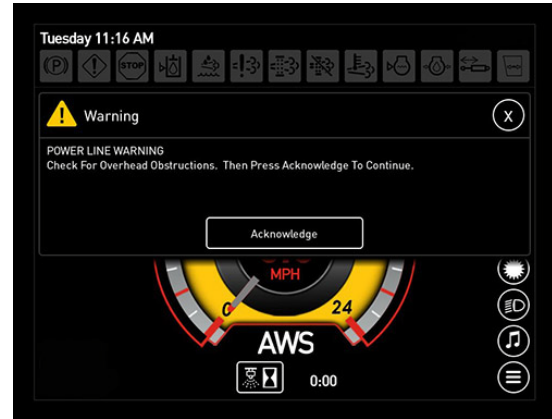 Tuesday 11:16 AM
STOP
Warning
X
POWER LINE WARNING
Check For Overhead Obstructions. Then Press Acknowledge To Continue.
Acknowledge
MPH
0 24
AWS
0:00